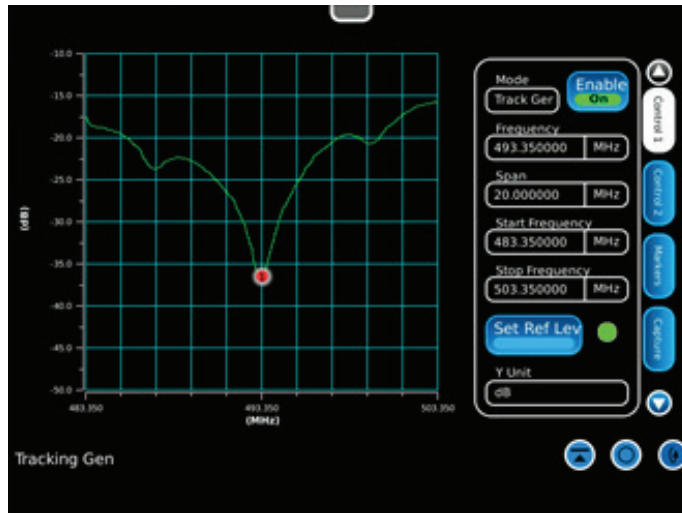 -10.0
-15.0
-20.0
-25.0
-30.0
-35.0
-40.0
-45.0
-50.0
(dB)
1
483.350
493.350
503.350
(MHz)
Tracking Gen
Mode
Track Ger
Enable
On
Frequency
493.350000 MHz
Span
20.000000 MHz
Start Frequency
483.350000 MHz
Stop Frequency
503.350000 MHz
Set Ref Lev
Y Unit
dB
Control 1
Control 2
Markers
Capture